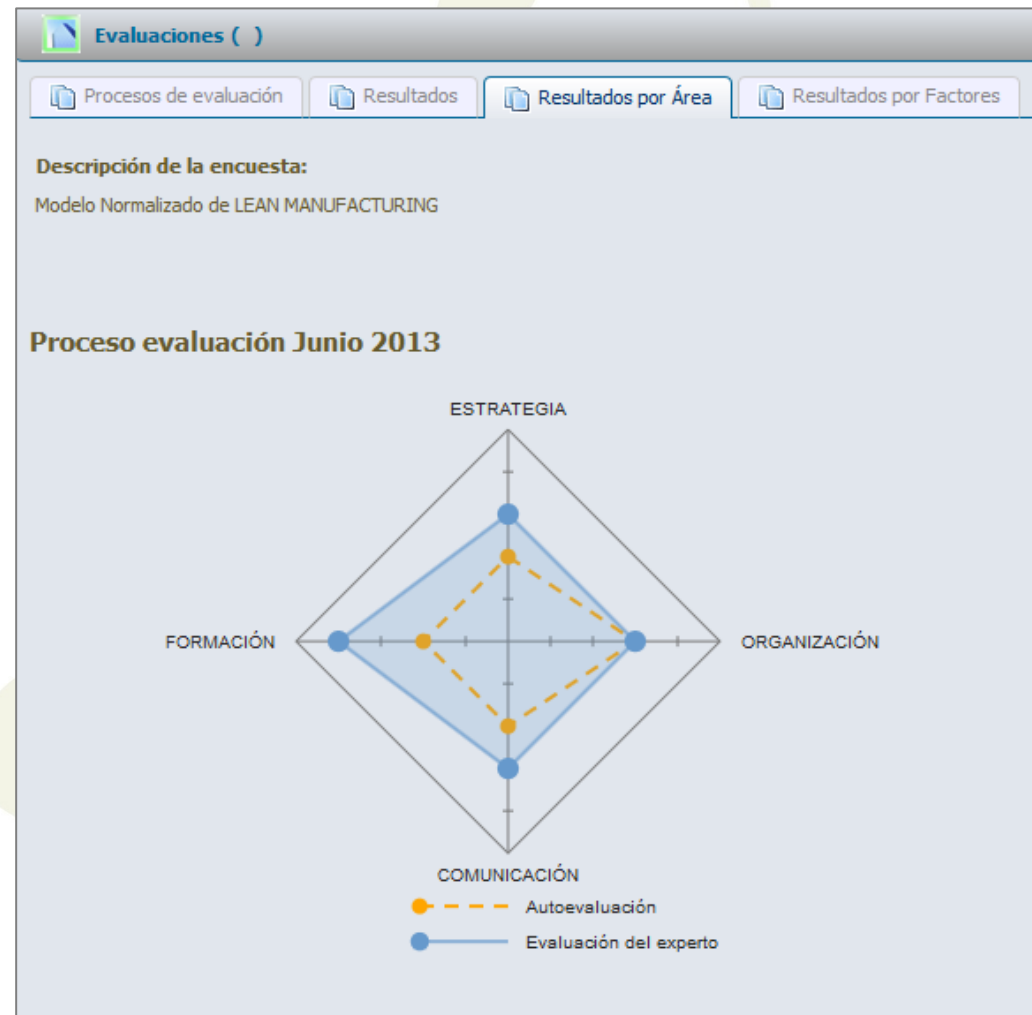 Evaluaciones ( )
Procesos de evaluación Resultados Resultados por Área Resultados por Factores
Descripción de la encuesta:
Modelo Normalizado de LEAN MANUFACTURING
Proceso evaluación Junio 2013
ESTRATEGIA
FORMACIÓN ORGANIZACIÓN
COMUNICACIÓN
Autoevaluación
Evaluación del experto